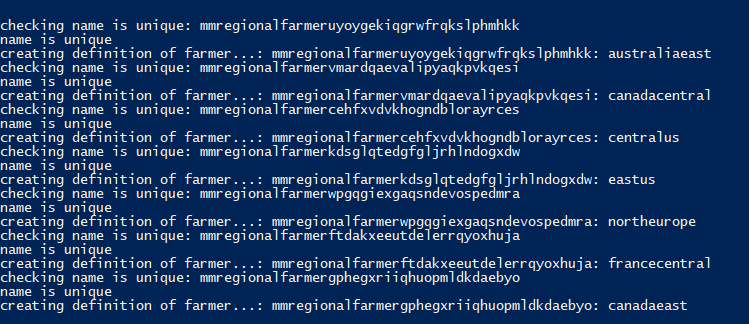 checking name is unique: mmregionalfarmeruyoygekiqgrwfrqkslphmhkk
name is unique
creating definition of farmer...: mmregionalfarmeruyoygekiqgrwfrqkslphmhkk: australiaeast
checking name is unique: mmregionalfarmervmardqaevalipyaqkpvkqesi
name is unique
creating definition of farmer...: mmregionalfarmervmardqaevalipyaqkpvkqesi: canadacentral
checking name is unique: mmregionalfarmercehfxvdvkhogndblorayrces
name is unique
creating definition of farmer...: mmregionalfarmercehfxvdvkhogndblorayrces: centralus
checking name is unique: mmregionalfarmerkdsglqtedgfgljrhlndogxdw
name is unique
creating definition of farmer...: mmregionalfarmerkdsglqtedgfgljrhlndogxdw: eastus
checking name is unique: mmregionalfarmerwpgqgiexgaqsndevospedmra
name is unique
creating definition of farmer...: mmregionalfarmerwpgqgiexgaqsndevospedmra: northeurope
checking name is unique: mmregionalfarmerftdakxeeutdelerrqyoxhuja
name is unique
creating definition of farmer...: mmregionalfarmerftdakxeeutdelerrqyoxhuja: francecentral
checking name is unique: mmregionalfarmergphegxriiqhuopmldkdaebyo
name is unique
creating definition of farmer...: mmregionalfarmergphegxriiqhuopmldkdaebyo: canadaeast